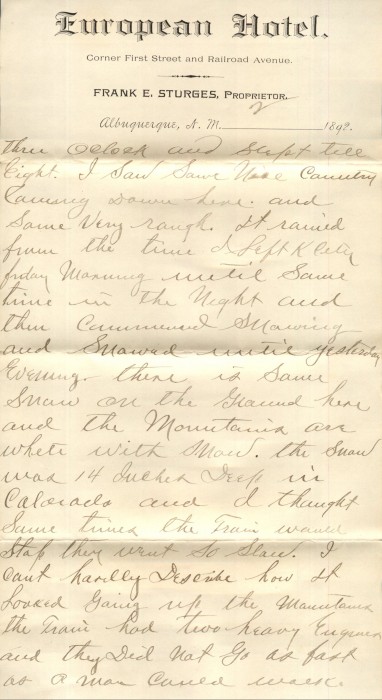 European Hotel.
Corner First Street and Railroad Avenue.
FRANK E. STURGES, PROPRIETOR.
2
Albuquerque, N. M. 189
three Oclock and Slept till
Eight. I Saw Some Nice Country
Coming Down here. and
Some Very rough. it rained
from the time I Left K City
friday Morning until Some
time in the Night and
then Commenced Snowing
and Snowed until yesterday
Evening. there is Some
Snow on the Ground here
and the Mountains are
white with Snow. the Snow
was 14 Inches Deep in
Colorado and I thought
Some times the Train would
Stop they went So Slow. I
cant hardly Describe how it
Looked Going up the Mountains
the Train had two heavy Engines
and they Did Not Go as fast
as a man Could walk.